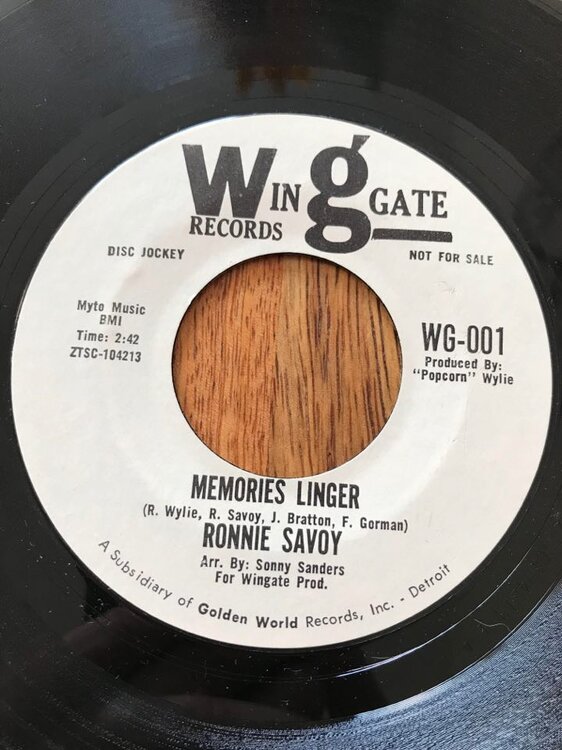 WinGGATE
RECORDS
DISC JOCKEY
NOT FOR SALE
Myto Music
BMI
Time: 2:42
ZTSC-104213
WG-001
Produced By:
"Popcorn" Wylie
MEMORIES LINGER
(R. Wylie, R. Savoy, J. Bratton, F. Gorman)
RONNIE SAVOY
Arr. By: Sonny Sanders
For Wingate Prod.
A Subsidiary of Golden World Records, Inc. - Detroit